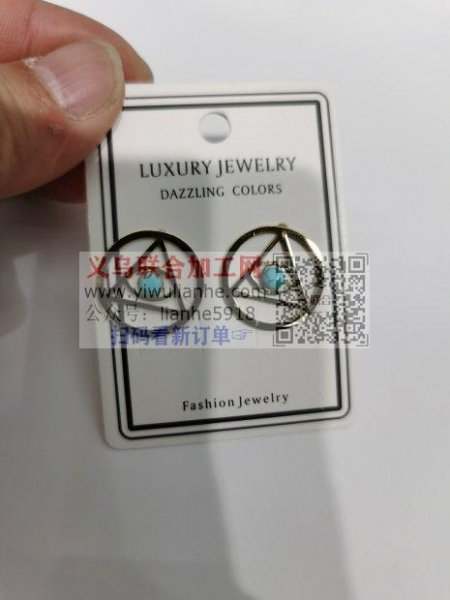 LUXURY JEWELRY
DAZZLING COLORS
义乌联合加工网
www.yiwulianhe.com
公众号：lianhe5918
扫码看新订单☞
Fashion Jewelry